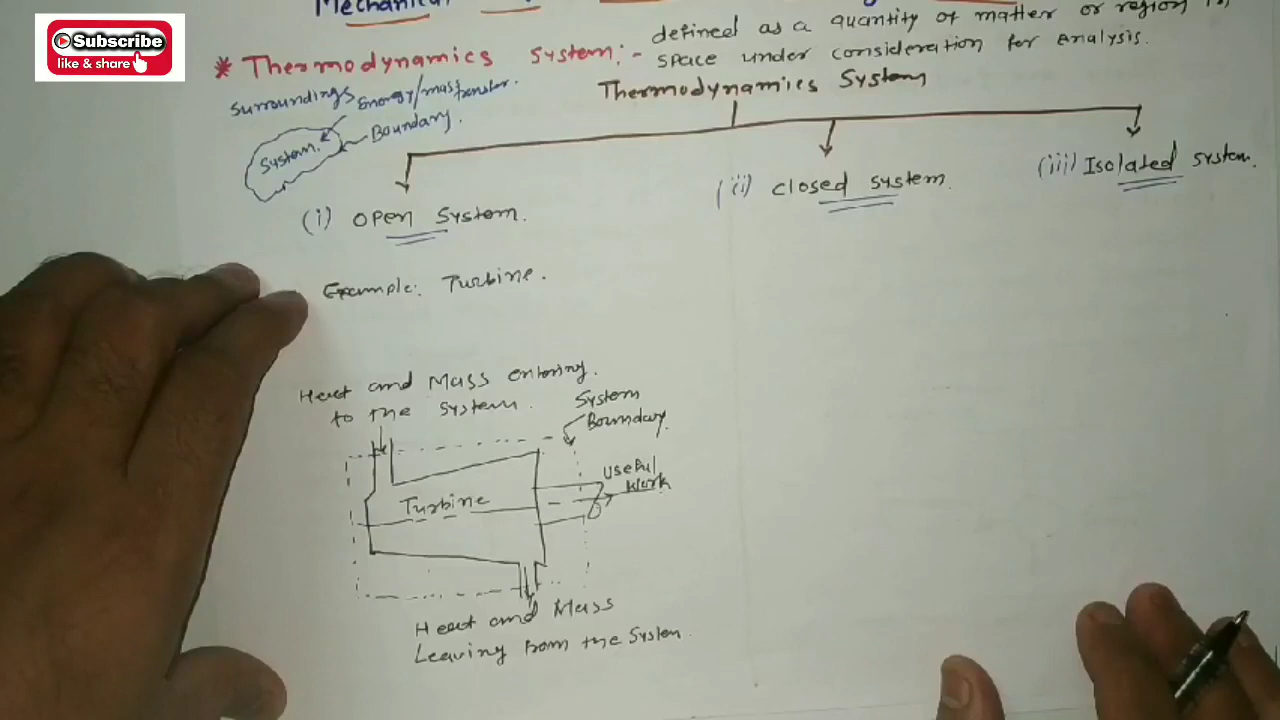 Subscribe
like & share
Mechanical
* Thermodynamics System :- defined as a quantity of matter or region in
space under consideration for analysis.
Surroundings Energy/mass transfer.
Boundary.
System.
Thermodynamics System
(i) Open System.
(ii) closed system.
(iii) Isolated system.
Example: Turbine.
Heat and Mass entering
to the system.
System
Boundary.
Useful
Work
Turbine
Heat and Mass
Leaving from the System.